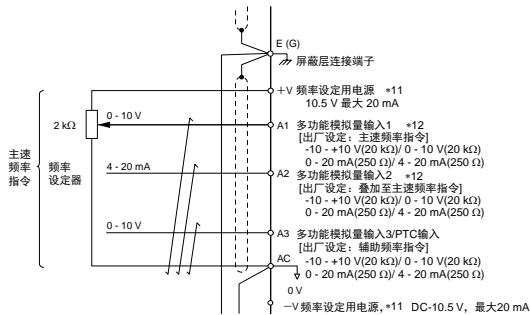 E (G)
屏蔽层连接端子
+V 频率设定用电源 *11
10.5 V 最大 20 mA
0 - 10 V
2 kΩ
A1 多功能模拟量输入1 *12
[出厂设定：主速频率指令]
-10 - +10 V(20 kΩ)/ 0 - 10 V(20 kΩ)
0 - 20 mA(250 Ω)/ 4 - 20 mA(250 Ω)
主速
频率
指令
频率
设定器
4 - 20 mA
A2 多功能模拟量输入2 *12
[出厂设定：叠加至主速频率指令]
-10 - +10 V(20 kΩ)/ 0 - 10 V(20 kΩ)
0 - 20 mA(250 Ω)/ 4 - 20 mA(250 Ω)
0 - 10 V
A3 多功能模拟量输入3/PTC输入
[出厂设定：辅助频率指令]
-10 - +10 V(20 kΩ)/ 0 - 10 V(20 kΩ)
0 - 20 mA(250 Ω)/ 4 - 20 mA(250 Ω)
AC
0 V
−V 频率设定用电源, *11 DC-10.5 V，最大20 mA